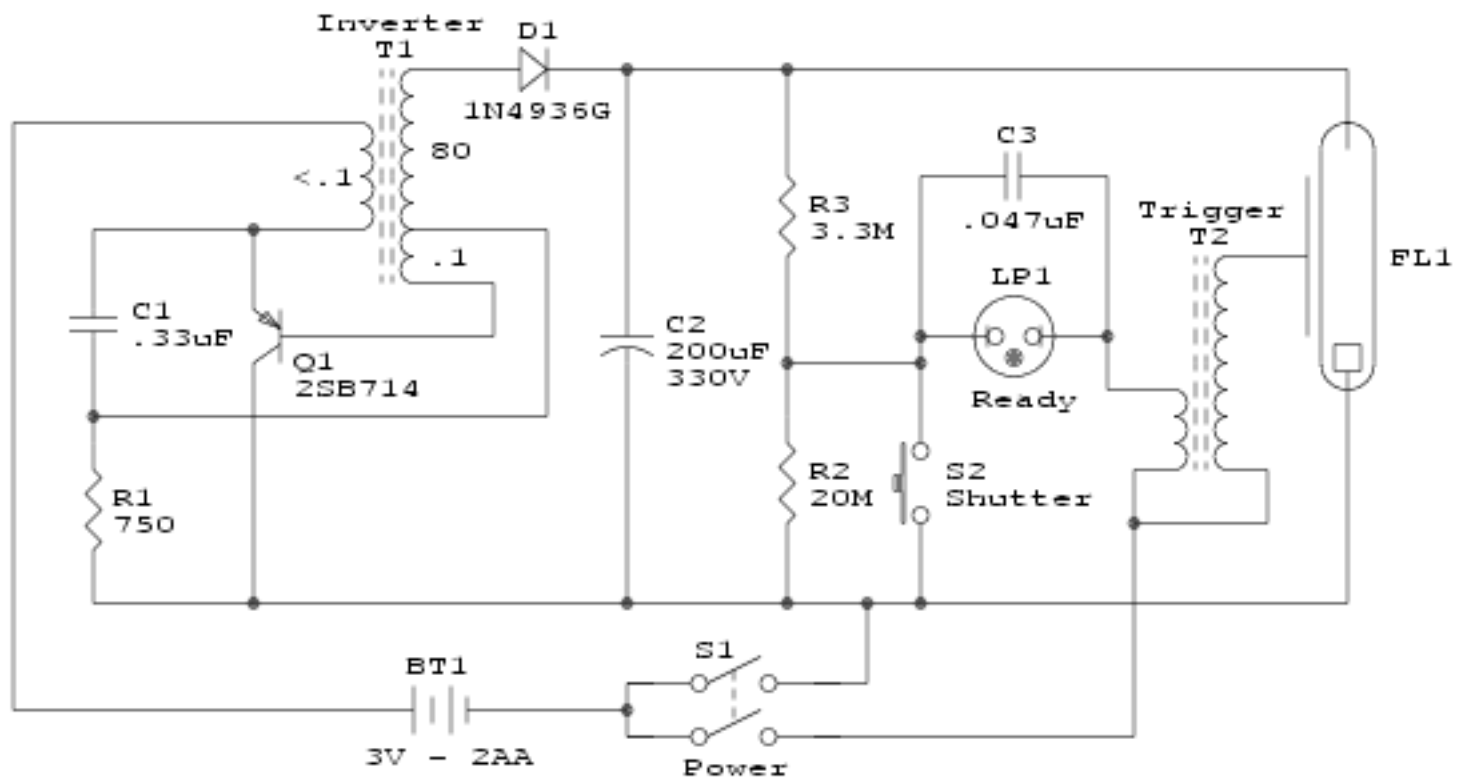 Inverter
T1
D1
1N4936G
80
<.1
.1
C1
.33uF
Q1
2SB714
R1
750
C2
200uF
330V
R3
3.3M
R2
20M
C3
.047uF
LP1
Ready
S2
Shutter
Trigger
T2
FL1
BT1
3V - 2AA
S1
Power